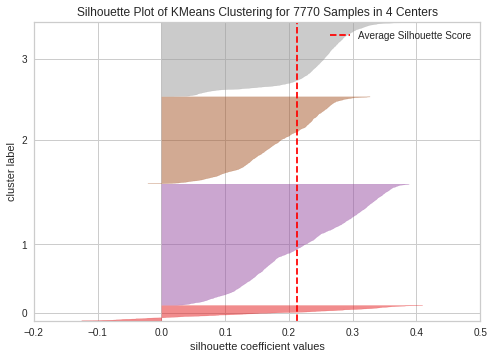 Silhouette Plot of KMeans Clustering for 7770 Samples in 4 Centers
Average Silhouette Score
cluster label
3
2
1
0
−0.2 −0.1 0.0 0.1 0.2 0.3 0.4 0.5
silhouette coefficient values